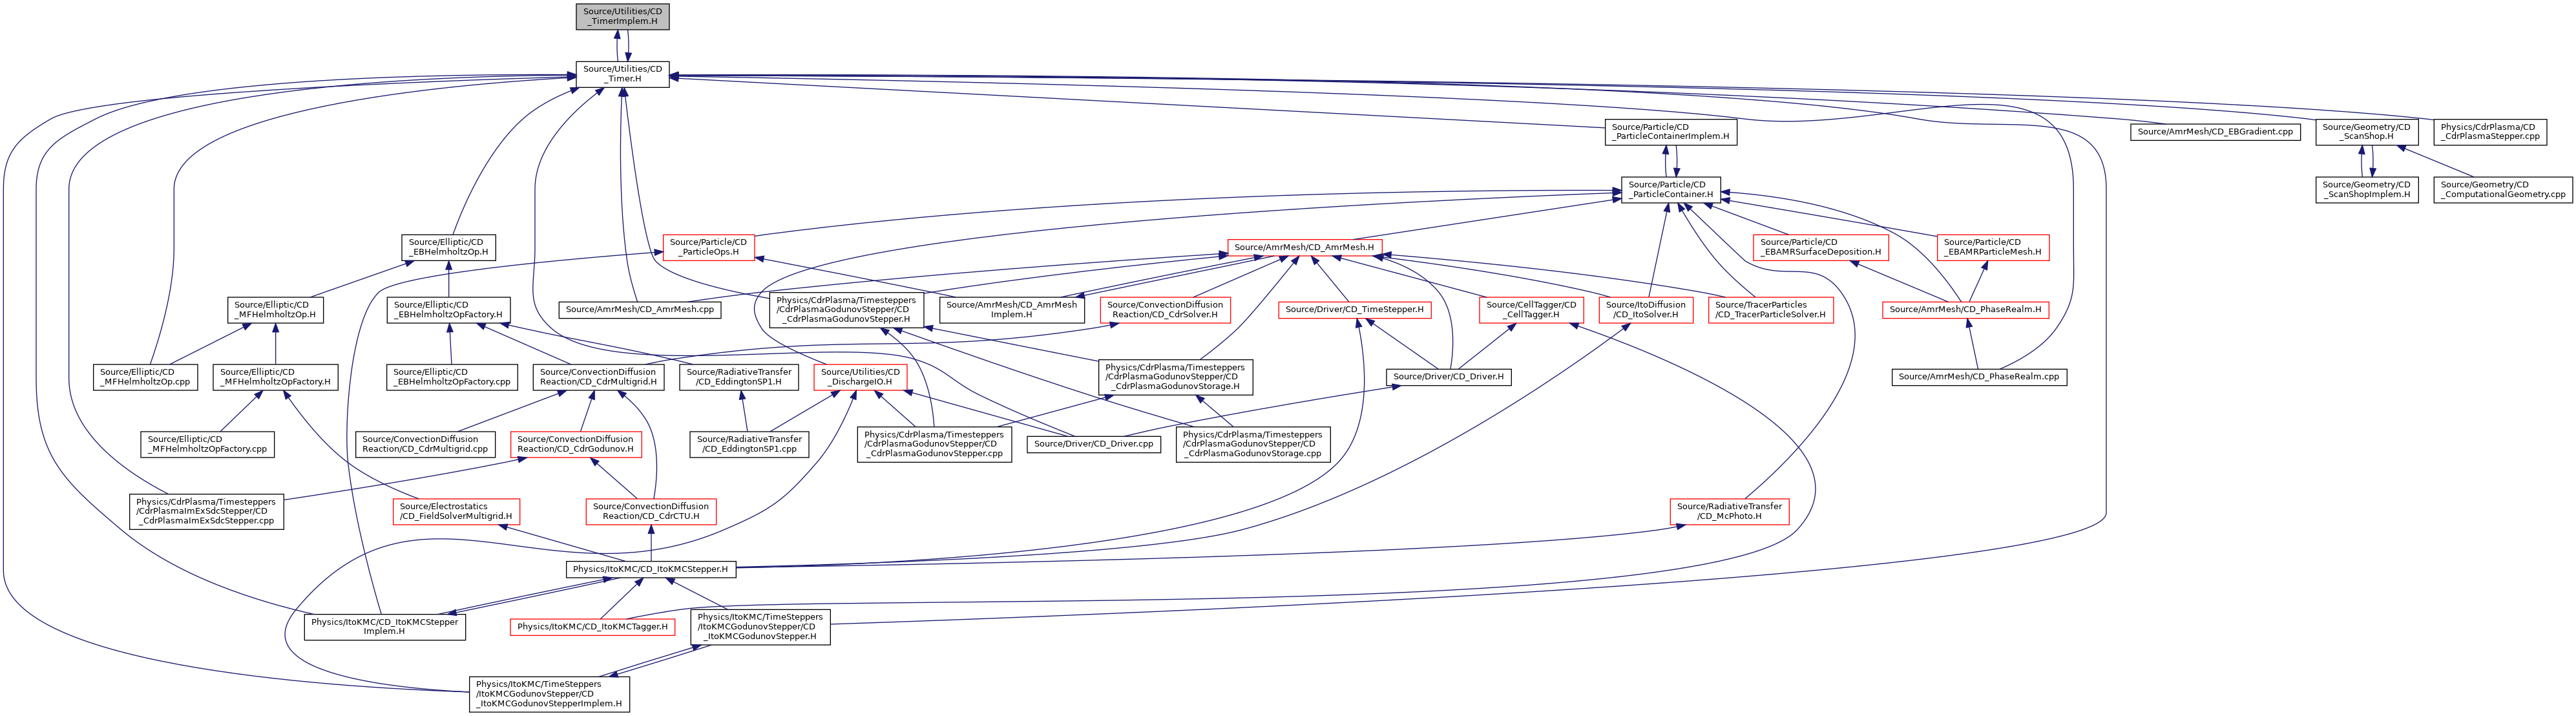 Source/Utilities/CD
_TimerImplem.H
Source/Utilities/CD
_Timer.H
Source/Particle/CD
_ParticleContainerImplem.H
Source/AmrMesh/CD_EBGradient.cpp
Source/Geometry/CD
_ScanShop.H
Physics/CdrPlasma/CD
_CdrPlasmaStepper.cpp
Source/Particle/CD
_ParticleContainer.H
Source/Geometry/CD
_ScanShopImplem.H
Source/Geometry/CD
_ComputationalGeometry.cpp
Source/Elliptic/CD
_EBHelmholtzOp.H
Source/Particle/CD
_ParticleOps.H
Source/AmrMesh/CD_AmrMesh.H
Source/Particle/CD
_EBAMRSurfaceDeposition.H
Source/Particle/CD
_EBAMRParticleMesh.H
Source/Elliptic/CD
_MFHelmholtzOp.H
Source/Elliptic/CD
_EBHelmholtzOpFactory.H
Source/AmrMesh/CD_AmrMesh.cpp
Physics/CdrPlasma/Timesteppers
/CdrPlasmaGodunovStepper/CD
_CdrPlasmaGodunovStepper.H
Source/AmrMesh/CD_AmrMesh
Implem.H
Source/ConvectionDiffusion
Reaction/CD_CdrSolver.H
Source/Driver/CD_TimeStepper.H
Source/CellTagger/CD
_CellTagger.H
Source/ItoDiffusion
/CD_ItoSolver.H
Source/TracerParticles
/CD_TracerParticleSolver.H
Source/AmrMesh/CD_PhaseRealm.H
Source/Elliptic/CD
_MFHelmholtzOp.cpp
Source/Elliptic/CD
_MFHelmholtzOpFactory.H
Source/Elliptic/CD
_EBHelmholtzOpFactory.cpp
Source/ConvectionDiffusion
Reaction/CD_CdrMultigrid.H
Source/RadiativeTransfer
/CD_EddingtonSP1.H
Source/Utilities/CD
_DischargeIO.H
Physics/CdrPlasma/Timesteppers
/CdrPlasmaGodunovStepper/CD
_CdrPlasmaGodunovStorage.H
Source/Driver/CD_Driver.H
Source/AmrMesh/CD_PhaseRealm.cpp
Source/Elliptic/CD
_MFHelmholtzOpFactory.cpp
Source/ConvectionDiffusion
Reaction/CD_CdrMultigrid.cpp
Source/ConvectionDiffusion
Reaction/CD_CdrGodunov.H
Source/RadiativeTransfer
/CD_EddingtonSP1.cpp
Physics/CdrPlasma/Timesteppers
/CdrPlasmaGodunovStepper/CD
_CdrPlasmaGodunovStepper.cpp
Source/Driver/CD_Driver.cpp
Physics/CdrPlasma/Timesteppers
/CdrPlasmaGodunovStepper/CD
_CdrPlasmaGodunovStorage.cpp
Physics/CdrPlasma/Timesteppers
/CdrPlasmaImExSdcStepper/CD
_CdrPlasmaImExSdcStepper.cpp
Source/Electrostatics
/CD_FieldSolverMultigrid.H
Source/ConvectionDiffusion
Reaction/CD_CdrCTU.H
Source/RadiativeTransfer
/CD_McPhoto.H
Physics/ItoKMC/CD_ItoKMCStepper.H
Physics/ItoKMC/CD_ItoKMCStepper
Implem.H
Physics/ItoKMC/CD_ItoKMCTagger.H
Physics/ItoKMC/TimeSteppers
/ItoKMCGodunovStepper/CD
_ItoKMCGodunovStepper.H
Physics/ItoKMC/TimeSteppers
/ItoKMCGodunovStepper/CD
_ItoKMCGodunovStepperImplem.H